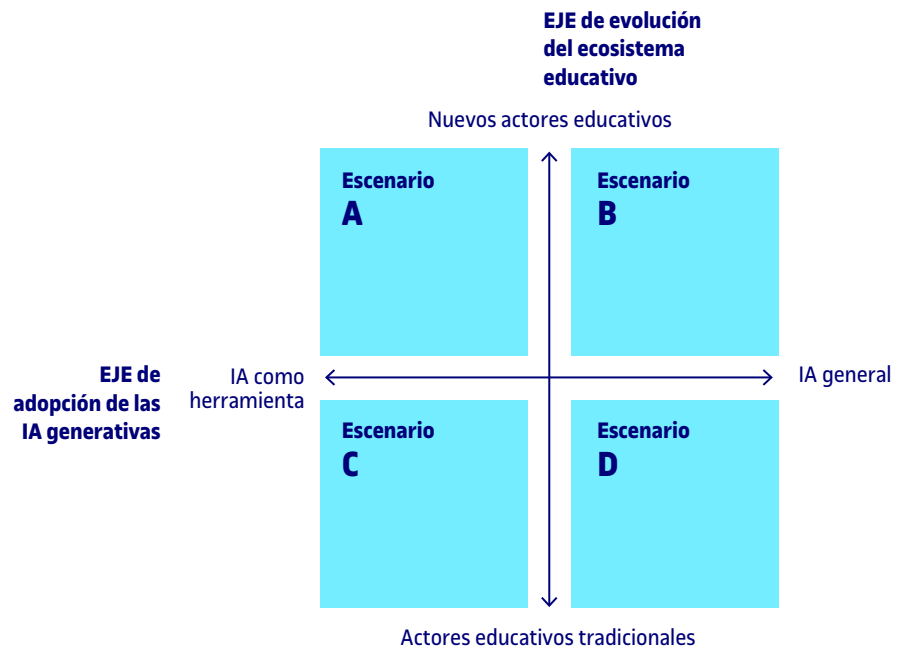 EJE de evolución
del ecosistema
educativo
Nuevos actores educativos
Escenario
A
Escenario
B
EJE de
adopción de las
IA generativas
IA como
herramienta
IA general
Escenario
C
Escenario
D
Actores educativos tradicionales